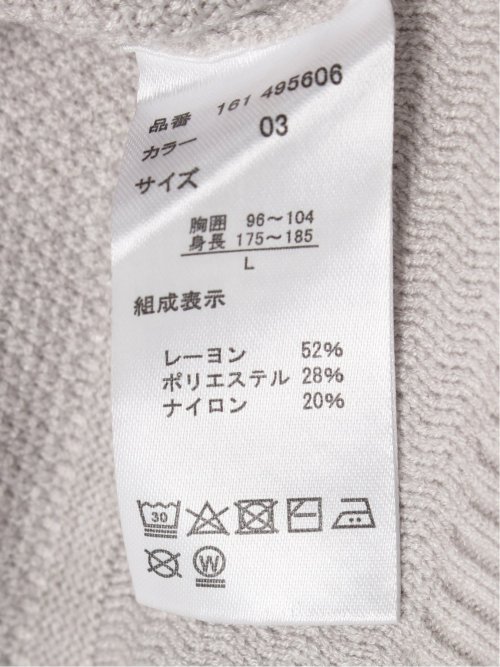 品番 161 495606
カラー 03
サイズ
胸囲 96～104
身長 175～185
L
組成表示
レーヨン 52%
ポリエステル 28%
ナイロン 20%
30
W